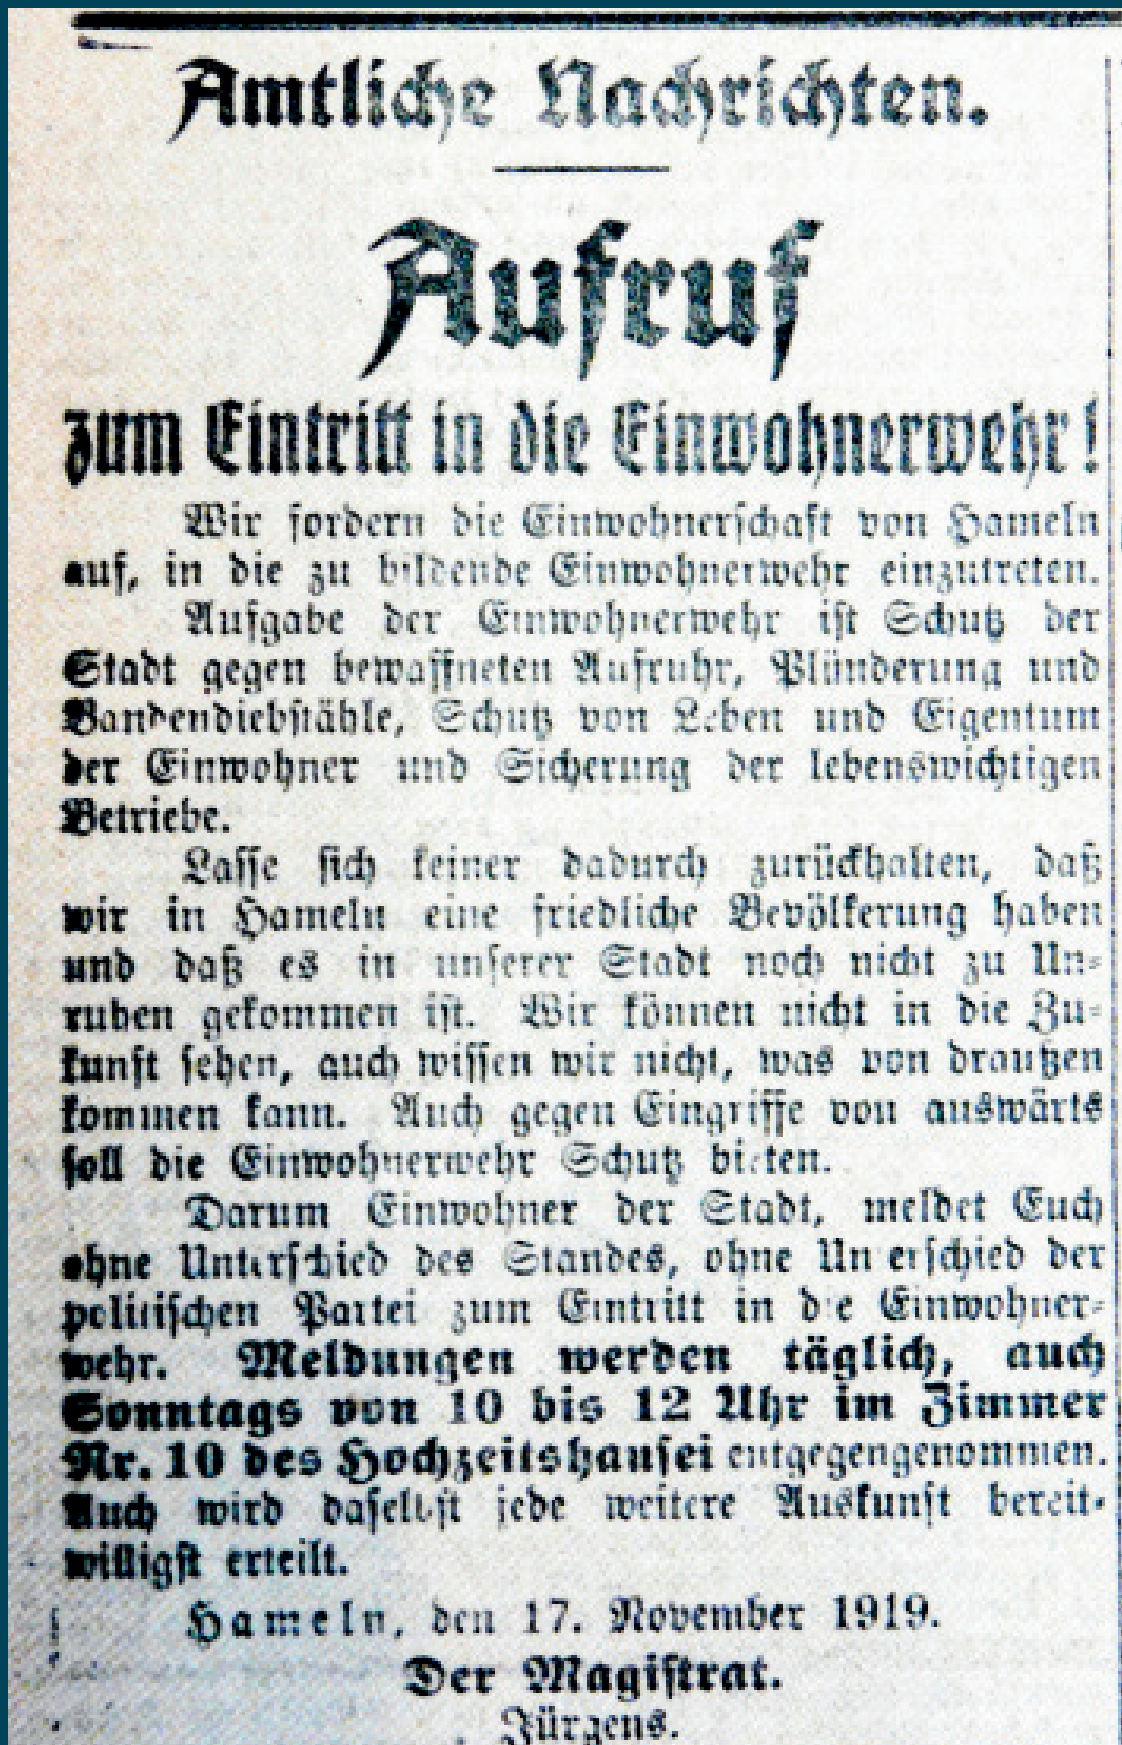 Amtliche Nachrichten.
Aufruf
zum Eintritt in die Einwohnerwehr!
Wir fordern die Einwohnerschaft von Hameln
auf, in die zu bildende Einwohnerwehr einzutreten.
Aufgabe der Einwohnerwehr ist Schutz der
Stadt gegen bewaffneten Aufruhr, Plünderung und
Bandendiebstähle, Schutz von Leben und Eigentum
der Einwohner und Sicherung der lebenswichtigen
Betriebe.
Lasse sich keiner dadurch zurückhalten, daß
wir in Hameln eine friedliche Bevölkerung haben
und daß es in unserer Stadt noch nicht zu Un-
ruhen gekommen ist. Wir können nicht in die Zu-
kunft sehen, auch wissen wir nicht, was von draußen
kommen kann. Auch gegen Eingriffe von auswärts
soll die Einwohnerwehr Schutz bieten.
Darum Einwohner der Stadt, meldet Euch
ohne Unterschied des Standes, ohne Un erschied der
politischen Partei zum Eintritt in die Einwohner-
wehr. Meldungen werden täglich, auch
Sonntags von 10 bis 12 Uhr im Zimmer
Nr. 10 des Hochzeitshausei entgegengenommen.
Auch wird daselbst jede weitere Auskunft bereit-
willigst erteilt.
Hameln, den 17. November 1919.
Der Magistrat.
Jürgens.